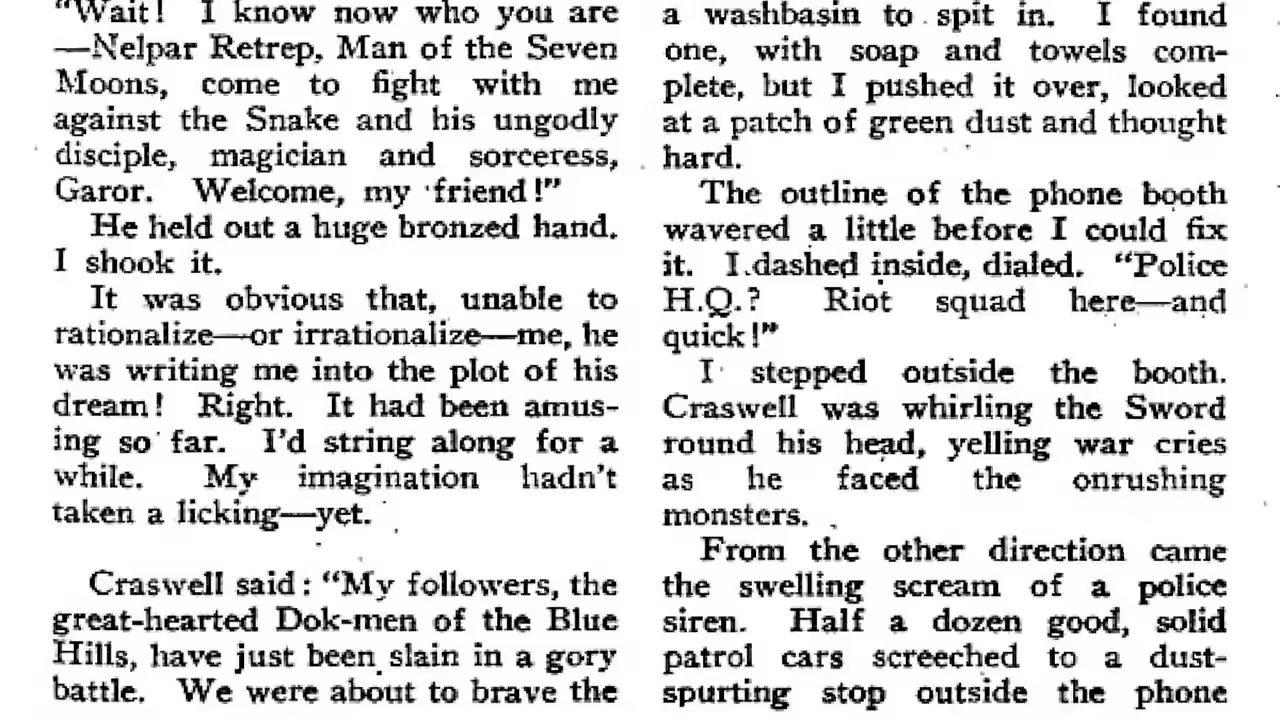 "Wait! I know now who you are
—Nelpar Retrep, Man of the Seven
Moons, come to fight with me
against the Snake and his ungodly
disciple, magician and sorceress,
Garor. Welcome, my friend!"
He held out a huge bronzed hand.
I shook it.
It was obvious that, unable to
rationalize—or irrationalize—me, he
was writing me into the plot of his
dream! Right. It had been amus-
ing so far. I'd string along for a
while. My imagination hadn't
taken a licking—yet.
Craswell said: "My followers, the
great-hearted Dok-men of the Blue
Hills, have just been slain in a gory
battle. We were about to brave the
a washbasin to spit in. I found
one, with soap and towels com-
plete, but I pushed it over, looked
at a patch of green dust and thought
hard.
The outline of the phone booth
wavered a little before I could fix
it. I dashed inside, dialed. "Police
H.Q.? Riot squad here—and
quick!"
I stepped outside the booth.
Craswell was whirling the Sword
round his head, yelling war cries
as he faced the onrushing
monsters.
From the other direction came
the swelling scream of a police
siren. Half a dozen good, solid
patrol cars screeched to a dust-
spurting stop outside the phone